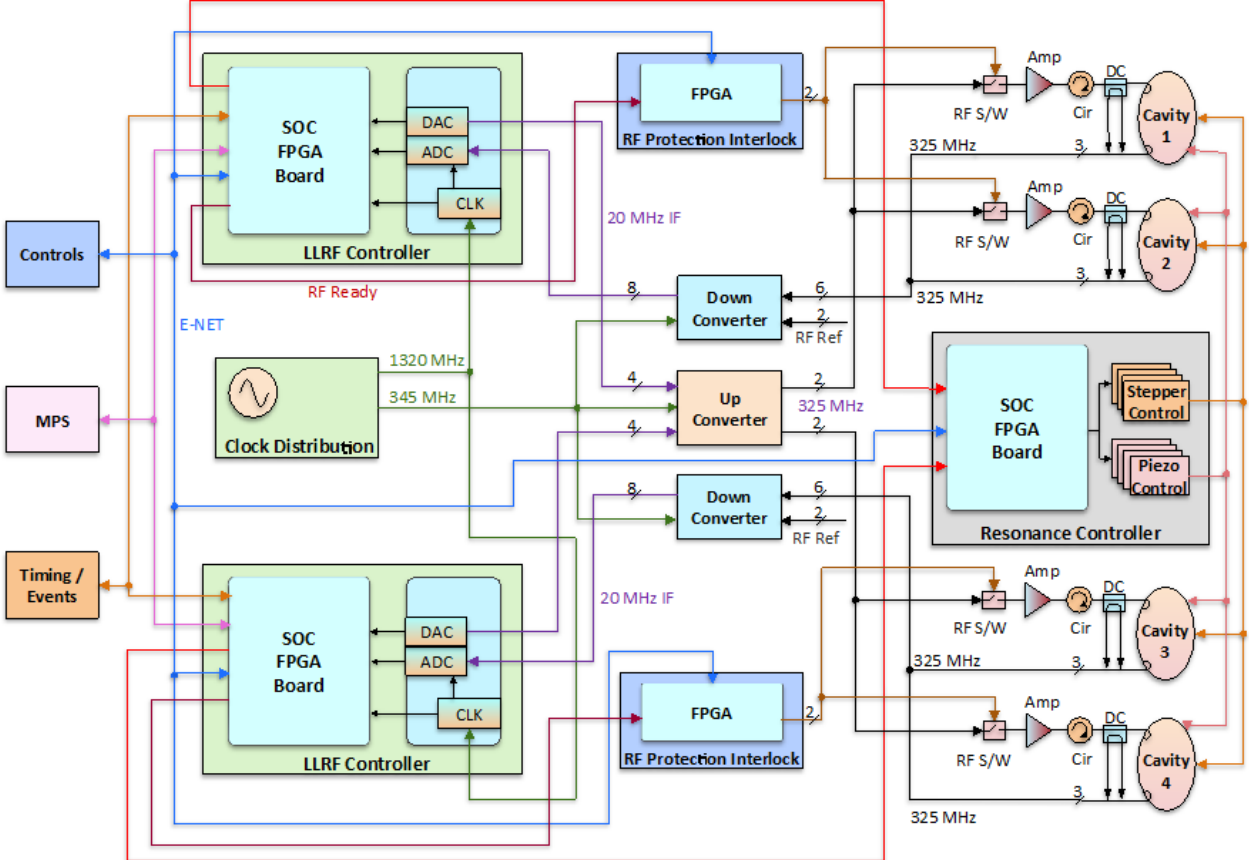 SOC
FPGA
Board
DAC
ADC
CLK
LLRF Controller
RF Ready
FPGA
RF Protection Interlock
2
RF S/W
Amp
Cir
DC
Cavity
1
325 MHz
3
RF S/W
Amp
Cir
DC
Cavity
2
3
325 MHz
20 MHz IF
Controls
E-NET
8
Down
Converter
6
2
RF Ref
1320 MHz
345 MHz
Clock Distribution
MPS
4
4
Up
Converter
2
325 MHz
2
SOC
FPGA
Board
Stepper
Control
Piezo
Control
Resonance Controller
8
Down
Converter
6
2
RF Ref
Timing /
Events
20 MHz IF
SOC
FPGA
Board
DAC
ADC
CLK
LLRF Controller
FPGA
RF Protection Interlock
2
RF S/W
Amp
Cir
DC
Cavity
3
325 MHz
3
RF S/W
Amp
Cir
DC
Cavity
4
3
325 MHz